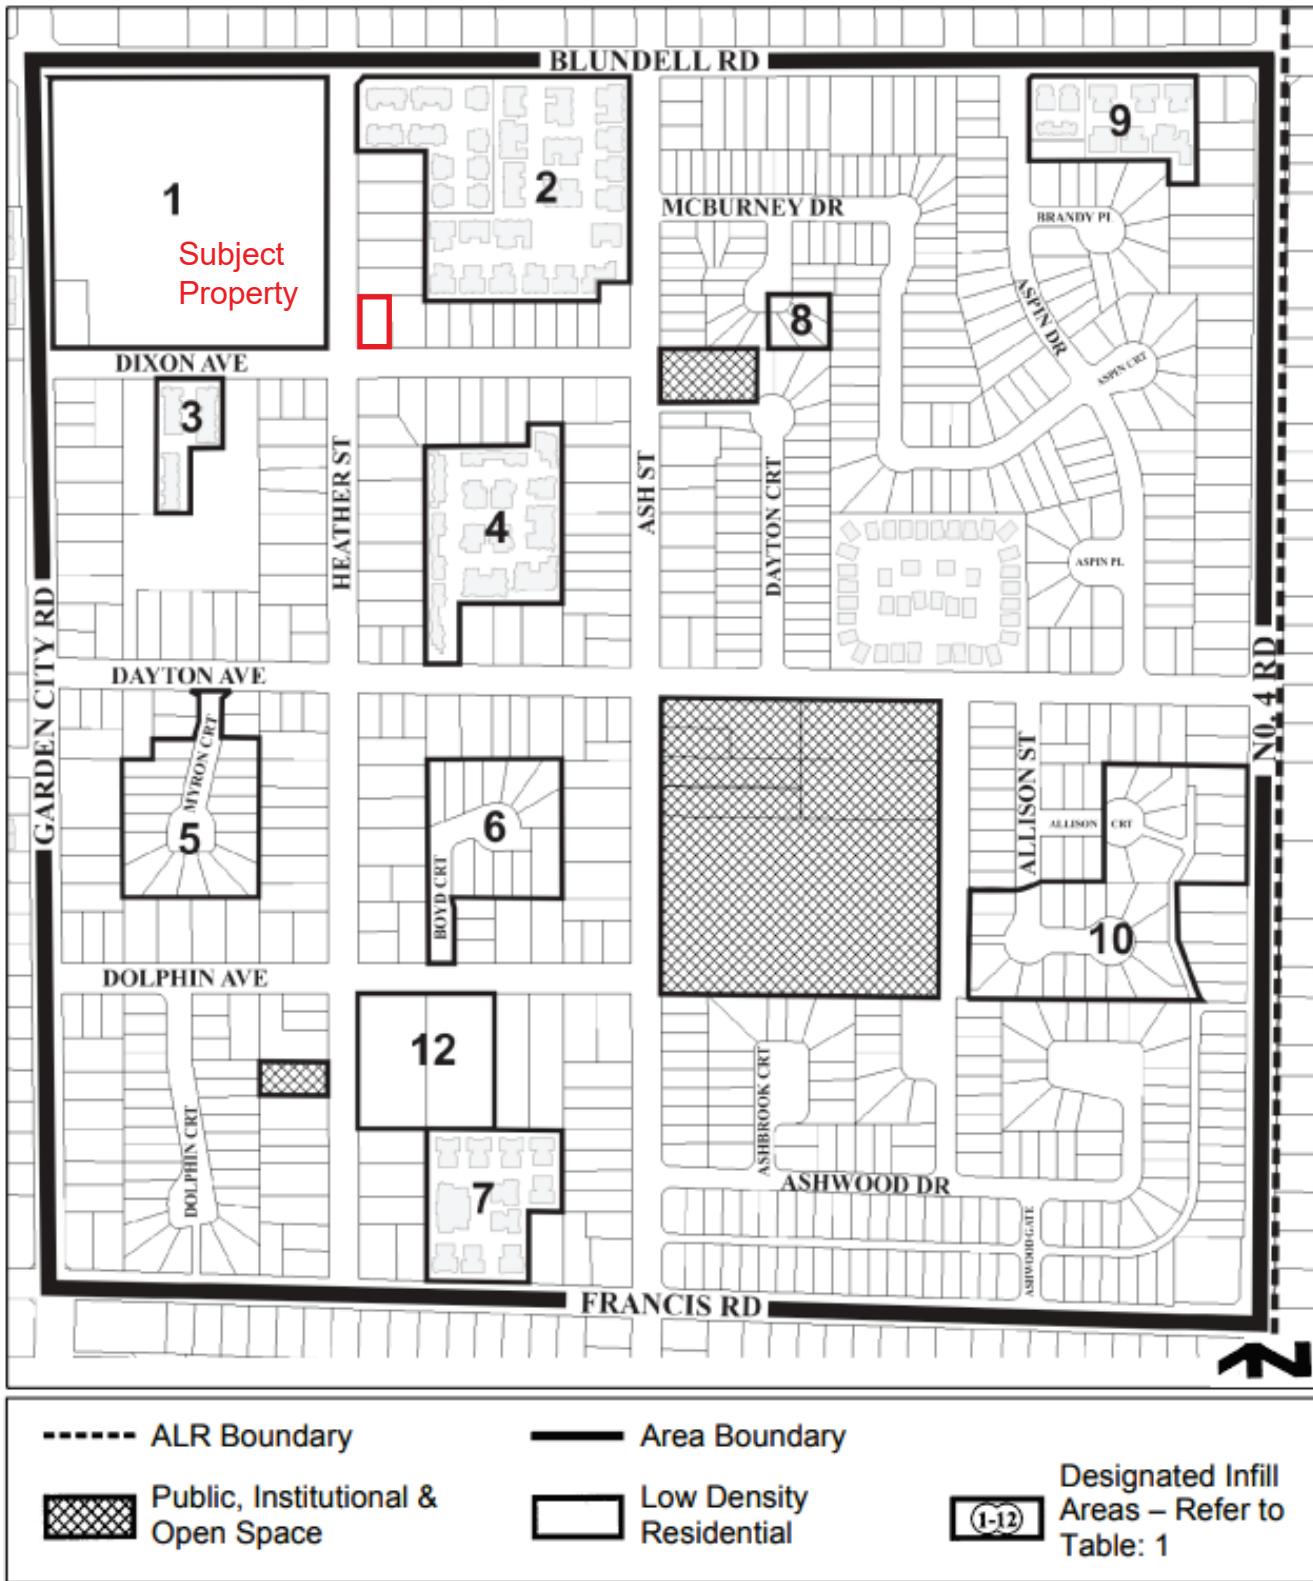 BLUNDELL RD
1
2
9
MCBURNEY DR
BRANDY Pl
Subject
Property
ASPIN DR
8
DIXON AVE
ASPIN CRT
3
HEATHER ST
ASH ST
DAYTON CRT
4
ASPIN PL
GARDEN CITY RD
DAYTON AVE
N0. 4 RD
MYRON CRT
5
BOYD CRT
6
ALLISON ST
ALLISON CRT
10
DOLPHIN AVE
12
DOLPHIN CRT
ASHBROOK CRT
7
ASHWOOD DR
ASHWOOD GATE
FRANCIS RD
ALR Boundary
Area Boundary
Public, Institutional &
Open Space
Low Density
Residential
1-12
Designated Infill
Areas – Refer to
Table: 1